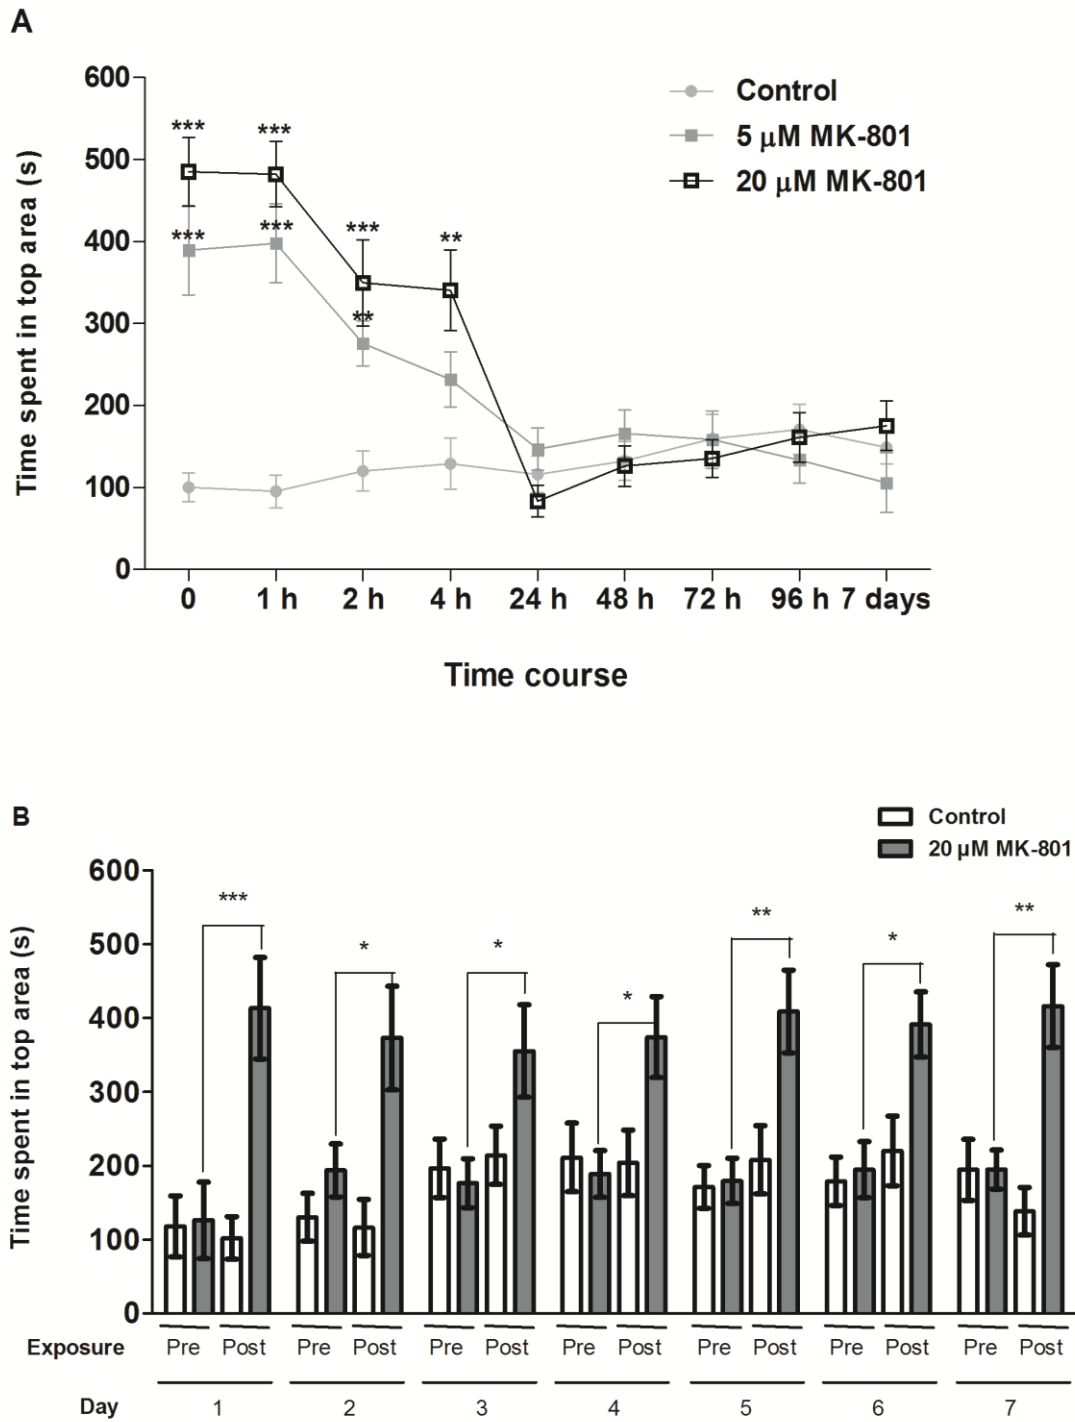 A
600
500
400
300
200
100
0
Time spent in top area (s)
Control
5 µM MK-801
20 µM MK-801
*** ***
*** ***
*** **
**
0 1 h 2 h 4 h 24 h 48 h 72 h 96 h 7 days
Time course
B
Control
20 µM MK-801
600
500
400
300
200
100
0
Time spent in top area (s)
*** * * * ** * **
Exposure Pre Post Pre Post Pre Post Pre Post Pre Post Pre Post Pre Post
Day 1 2 3 4 5 6 7